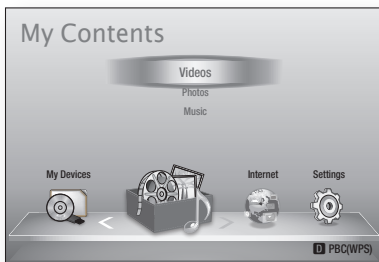 My Contents
Videos
Photos
Music
My Devices
Internet
Settings
D PBC(WPS)